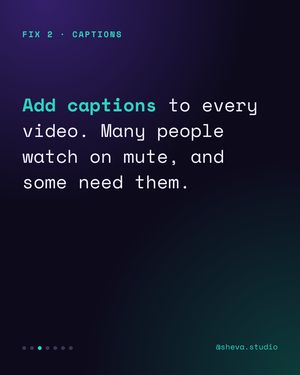 FIX 2 · CAPTIONS
Add captions to every
video. Many people
watch on mute, and
some need them.
@sheva.studio